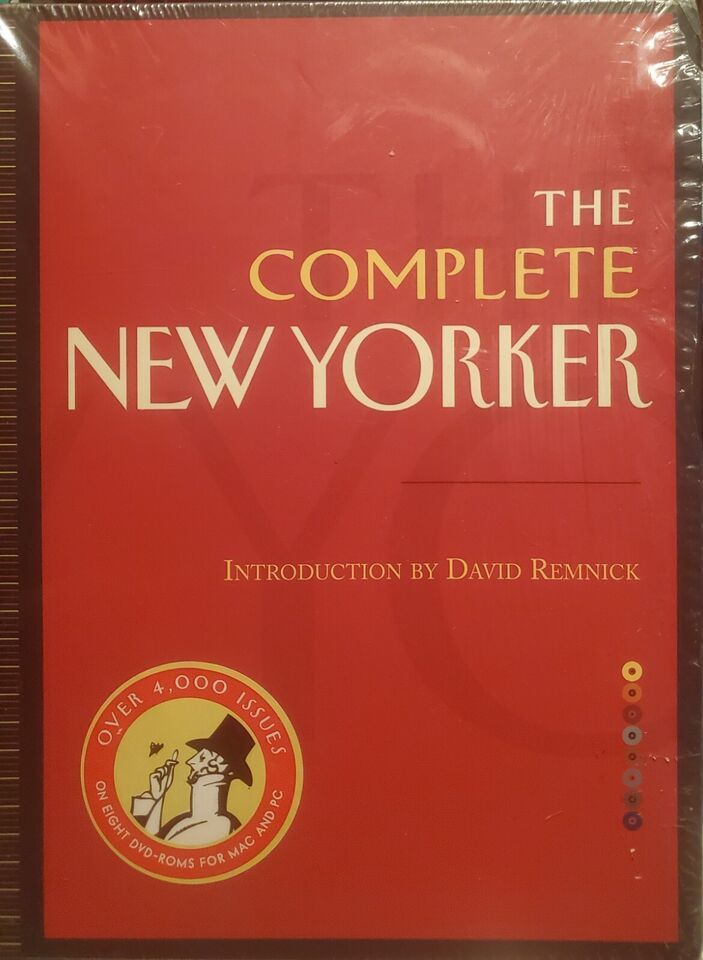 THE
COMPLETE
NEW YORKER
INTRODUCTION BY DAVID REMNICK
OVER 4,000 ISSUES
ON EIGHT DVD-ROMS FOR MAC AND PC